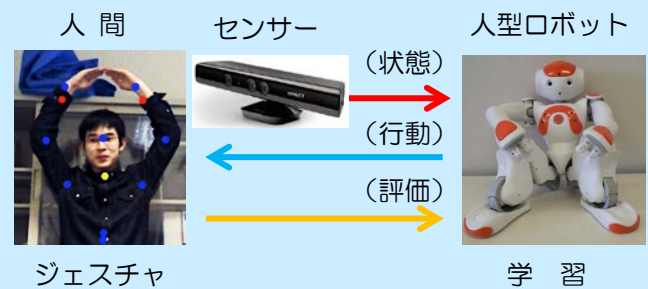 人 間
センサー
人型ロボット
(状態)
(行動)
(評価)
ジェスチャ
学 習